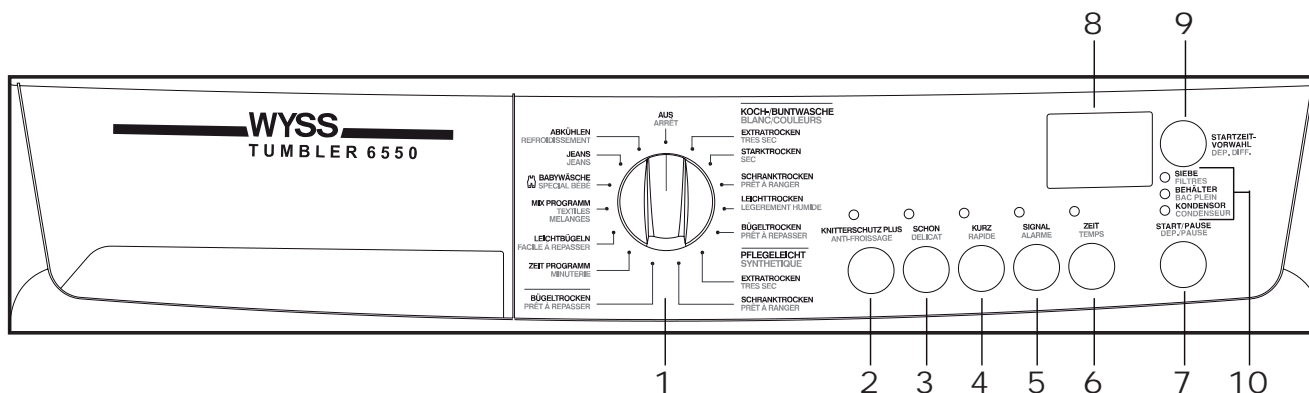 8
9
WYSS
TUMBLER 6550
AUS
ARRÊT
ABKÜHLEN
REFROIDISSEMENT
JEANS
JEANS
BABYWÄSCHE
SPECIAL BÉBÉ
MIX PROGRAMM
TEXTILES
MELANGES
LEICHTBÜGELN
FACILE À REPASSER
ZEIT PROGRAMM
MINUTERIE
BÜGELTROCKEN
PRÊT À REPASSER
KOCH-/BUNTWASCHE
BLANC/COULEURS
EXTRATROCKEN
TRES SEC
STARKTROCKEN
SEC
SCHRANKTROCKEN
PRÊT À RANGER
LEICHTTROCKEN
LEGEREMENT HUMIDE
BÜGELTROCKEN
PRÊT À REPASSER
PFLEGELEICHT
SYNTHETIQUE
EXTRATROCKEN
TRES SEC
SCHRANKTROCKEN
PRÊT À RANGER
KNITTERSCHUTZ PLUS
ANTI-FROISSAGE
SCHON
DELICAT
KURZ
RAPIDE
SIGNAL
ALARME
ZEIT
TEMPS
STARTZEIT-
VORWAHL
DEP. DIFF.
SIEBE
FILTRES
BEHÄLTER
BAC PLEIN
KONDENSOR
CONDENSEUR
START/PAUSE
DEP./PAUSE
1
2
3
4
5
6
7
10